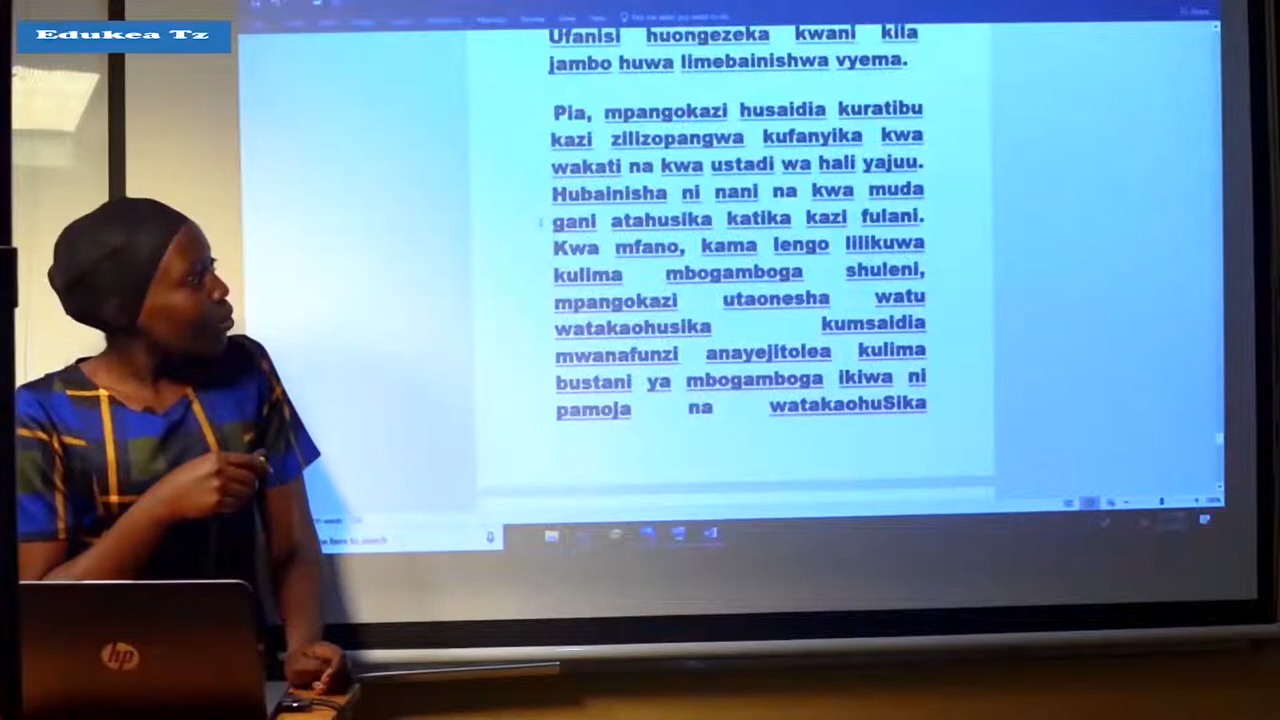 Edukea Tz
Ufanisi huongezeka kwani kila
jambo huwa limebainishwa vyema.
Pia, mpangokazi husaidia kuratibu
kazi zilizopangwa kufanyika kwa
wakati na kwa ustadi wa hali yajuu.
Hubainisha ni nani na kwa muda
gani atahusika katika kazi fulani.
Kwa mfano, kama lengo lilikuwa
kulima mbogamboga shuleni,
mpangokazi utaonesha watu
watakaohusika kumsaidia
mwanafunzi anayejitolea kulima
bustani ya mbogamboga ikiwa ni
pamoja na watakaohuSika
here to search
hp